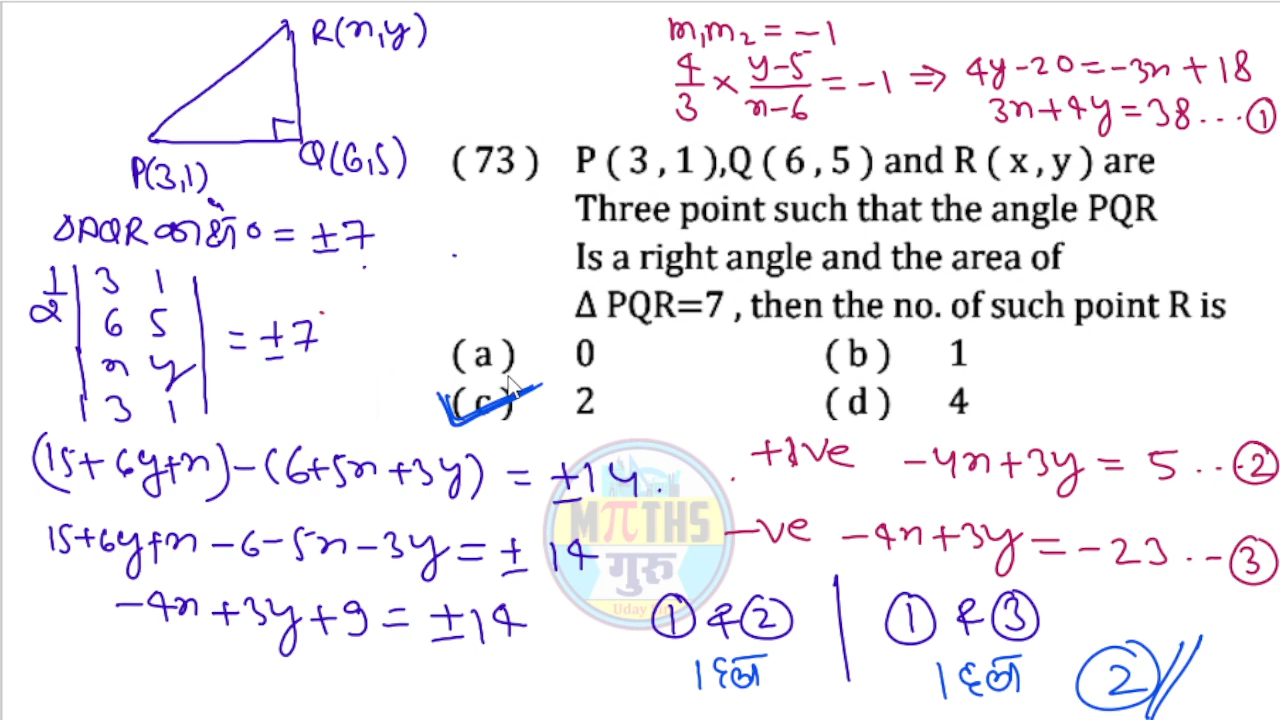 R(x,y)
P(3,1)
Q(6,5)
m₁m₂ = -1
4/3 × (y-5)/(x-6) = -1 ⇒ 4y-20 = -3x+18
3x+4y = 38 ... ①
(73) P ( 3 , 1 ),Q ( 6 , 5 ) and R ( x , y ) are
Three point such that the angle PQR
Is a right angle and the area of
Δ PQR=7 , then the no. of such point R is
(a) 0 (b) 1
(c) 2 (d) 4
ΔPQR का क्षे० = ±7
1/2 | 3 1
6 5
x y
3 1 | = ±7
(15+6y+x)-(6+5x+3y) = ±14
15+6y+x-6-5x-3y = ±14
-4x+3y+9 = ±14
+ive -4x+3y = 5 ...②
-ve -4x+3y = -23 ..③
MπTHS
गुरु
① & ② | ① & ③
1 हल 1 हल ②